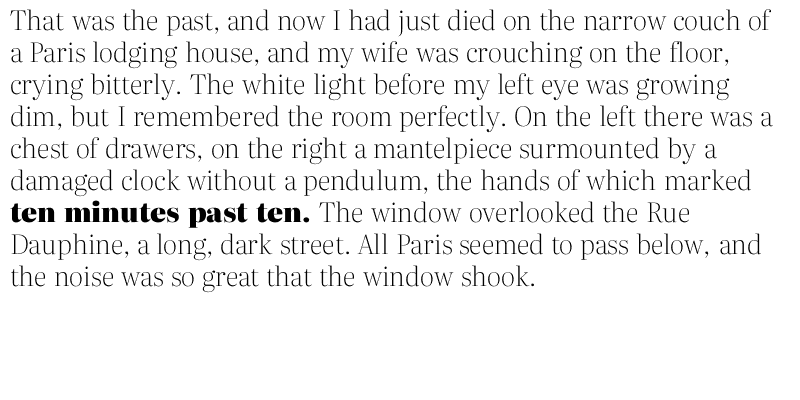 That was the past, and now I had just died on the narrow couch of
a Paris lodging house, and my wife was crouching on the floor,
crying bitterly. The white light before my left eye was growing
dim, but I remembered the room perfectly. On the left there was a
chest of drawers, on the right a mantelpiece surmounted by a
damaged clock without a pendulum, the hands of which marked
ten minutes past ten. The window overlooked the Rue
Dauphine, a long, dark street. All Paris seemed to pass below, and
the noise was so great that the window shook.